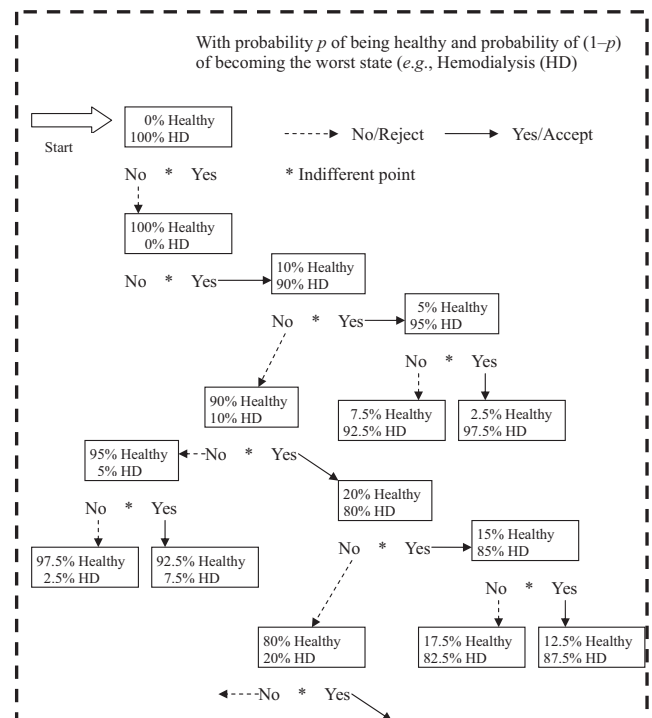 With probability p of being healthy and probability of (1–p)
of becoming the worst state (e.g., Hemodialysis (HD)
Start
0% Healthy
100% HD
No/Reject
Yes/Accept
No * Yes
* Indifferent point
100% Healthy
0% HD
No * Yes
10% Healthy
90% HD
No * Yes
5% Healthy
95% HD
No * Yes
90% Healthy
10% HD
7.5% Healthy
92.5% HD
2.5% Healthy
97.5% HD
No * Yes
95% Healthy
5% HD
20% Healthy
80% HD
No * Yes
97.5% Healthy
2.5% HD
92.5% Healthy
7.5% HD
No * Yes
15% Healthy
85% HD
No * Yes
80% Healthy
20% HD
17.5% Healthy
82.5% HD
12.5% Healthy
87.5% HD
No * Yes